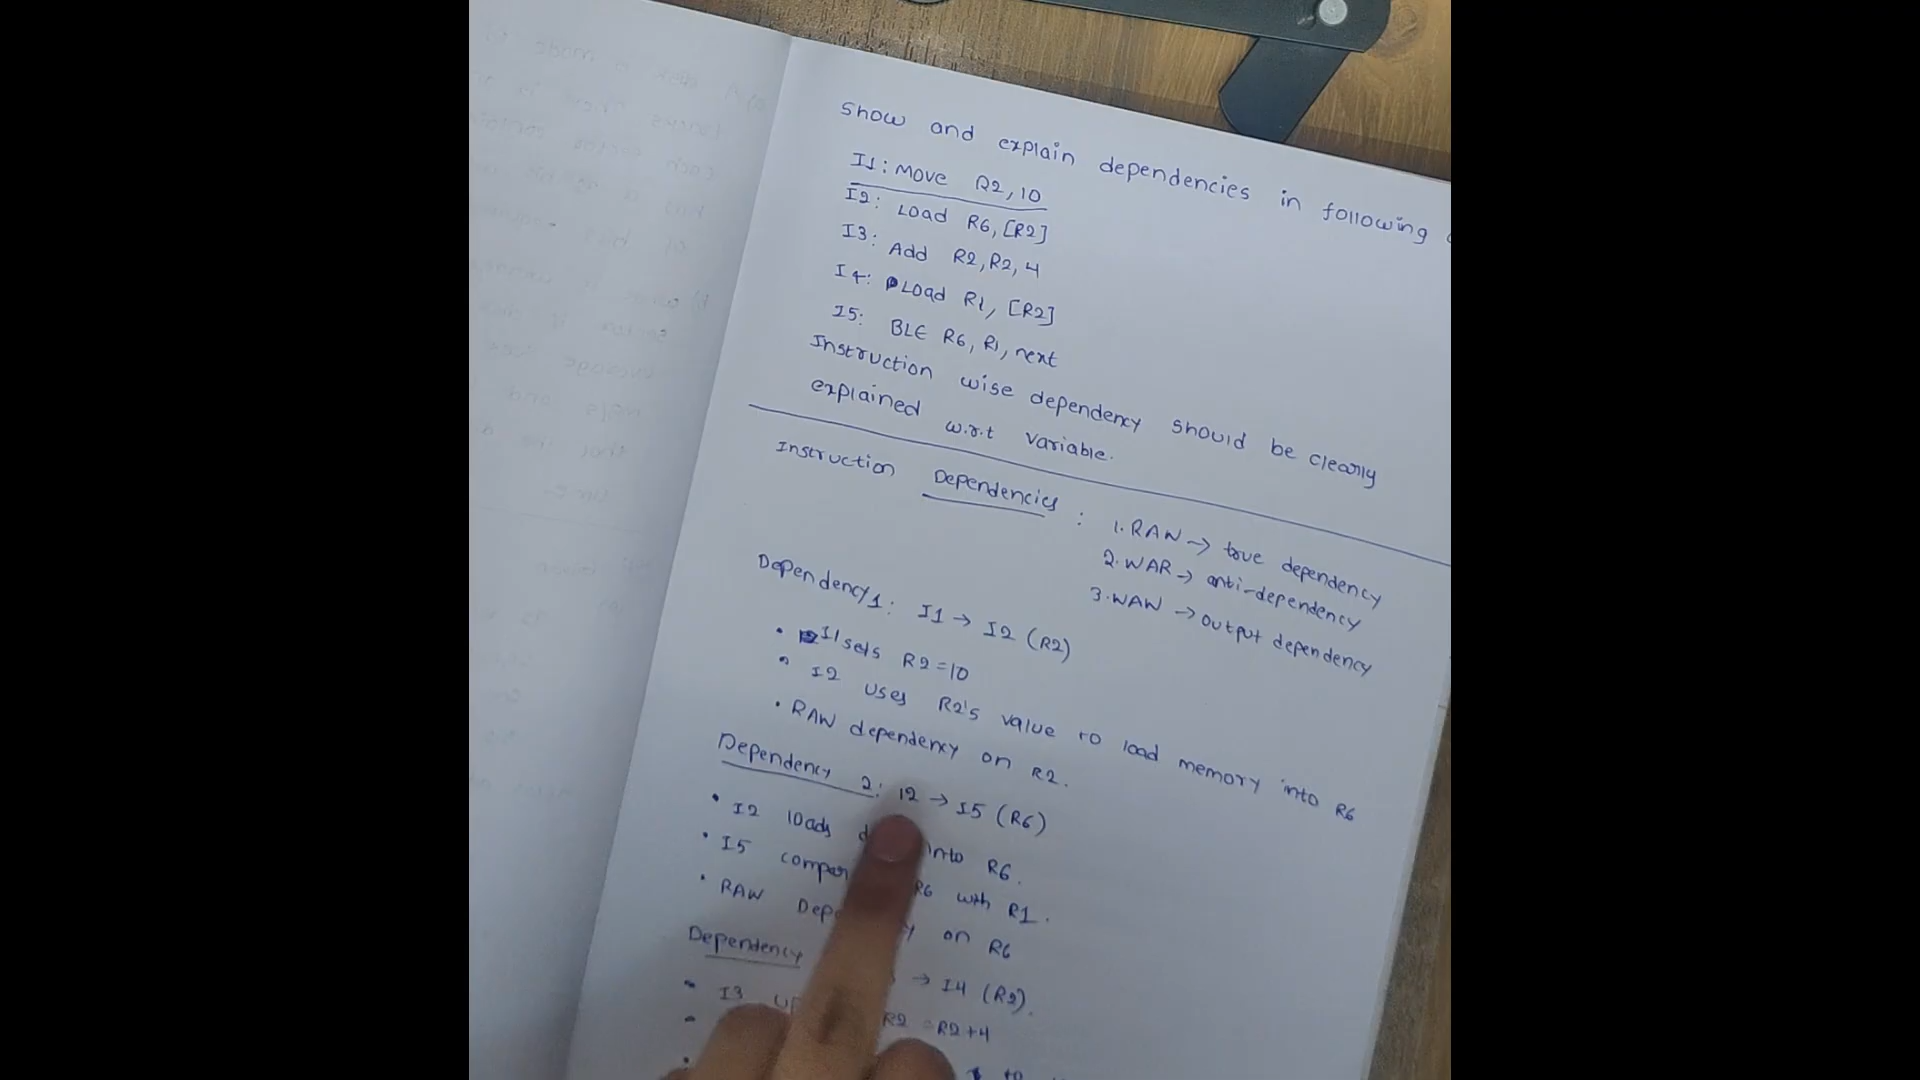 Show and explain dependencies in following
I1: Move R2, 10
I2: Load R6, [R2]
I3: Add R2, R2, 4
I4: Load R1, [R2]
I5: BLE R6, R1, next
Instruction wise dependency should be clearly
explained w.r.t variable.
Instruction Dependencies :
1. RAW → true dependency
2. WAR → anti-dependency
3. WAW → output dependency
Dependency 1: I1 → I2 (R2)
• I1 sets R2 = 10
• I2 uses R2's value to load memory into R6
• RAW dependency on R2.
Dependency 2: I2 → I5 (R6)
• I2 loads into R6.
• I5 R6 with R1.
• RAW on R6
Dependency → I4 (R2).
• I3 R2 = R2+4
• to